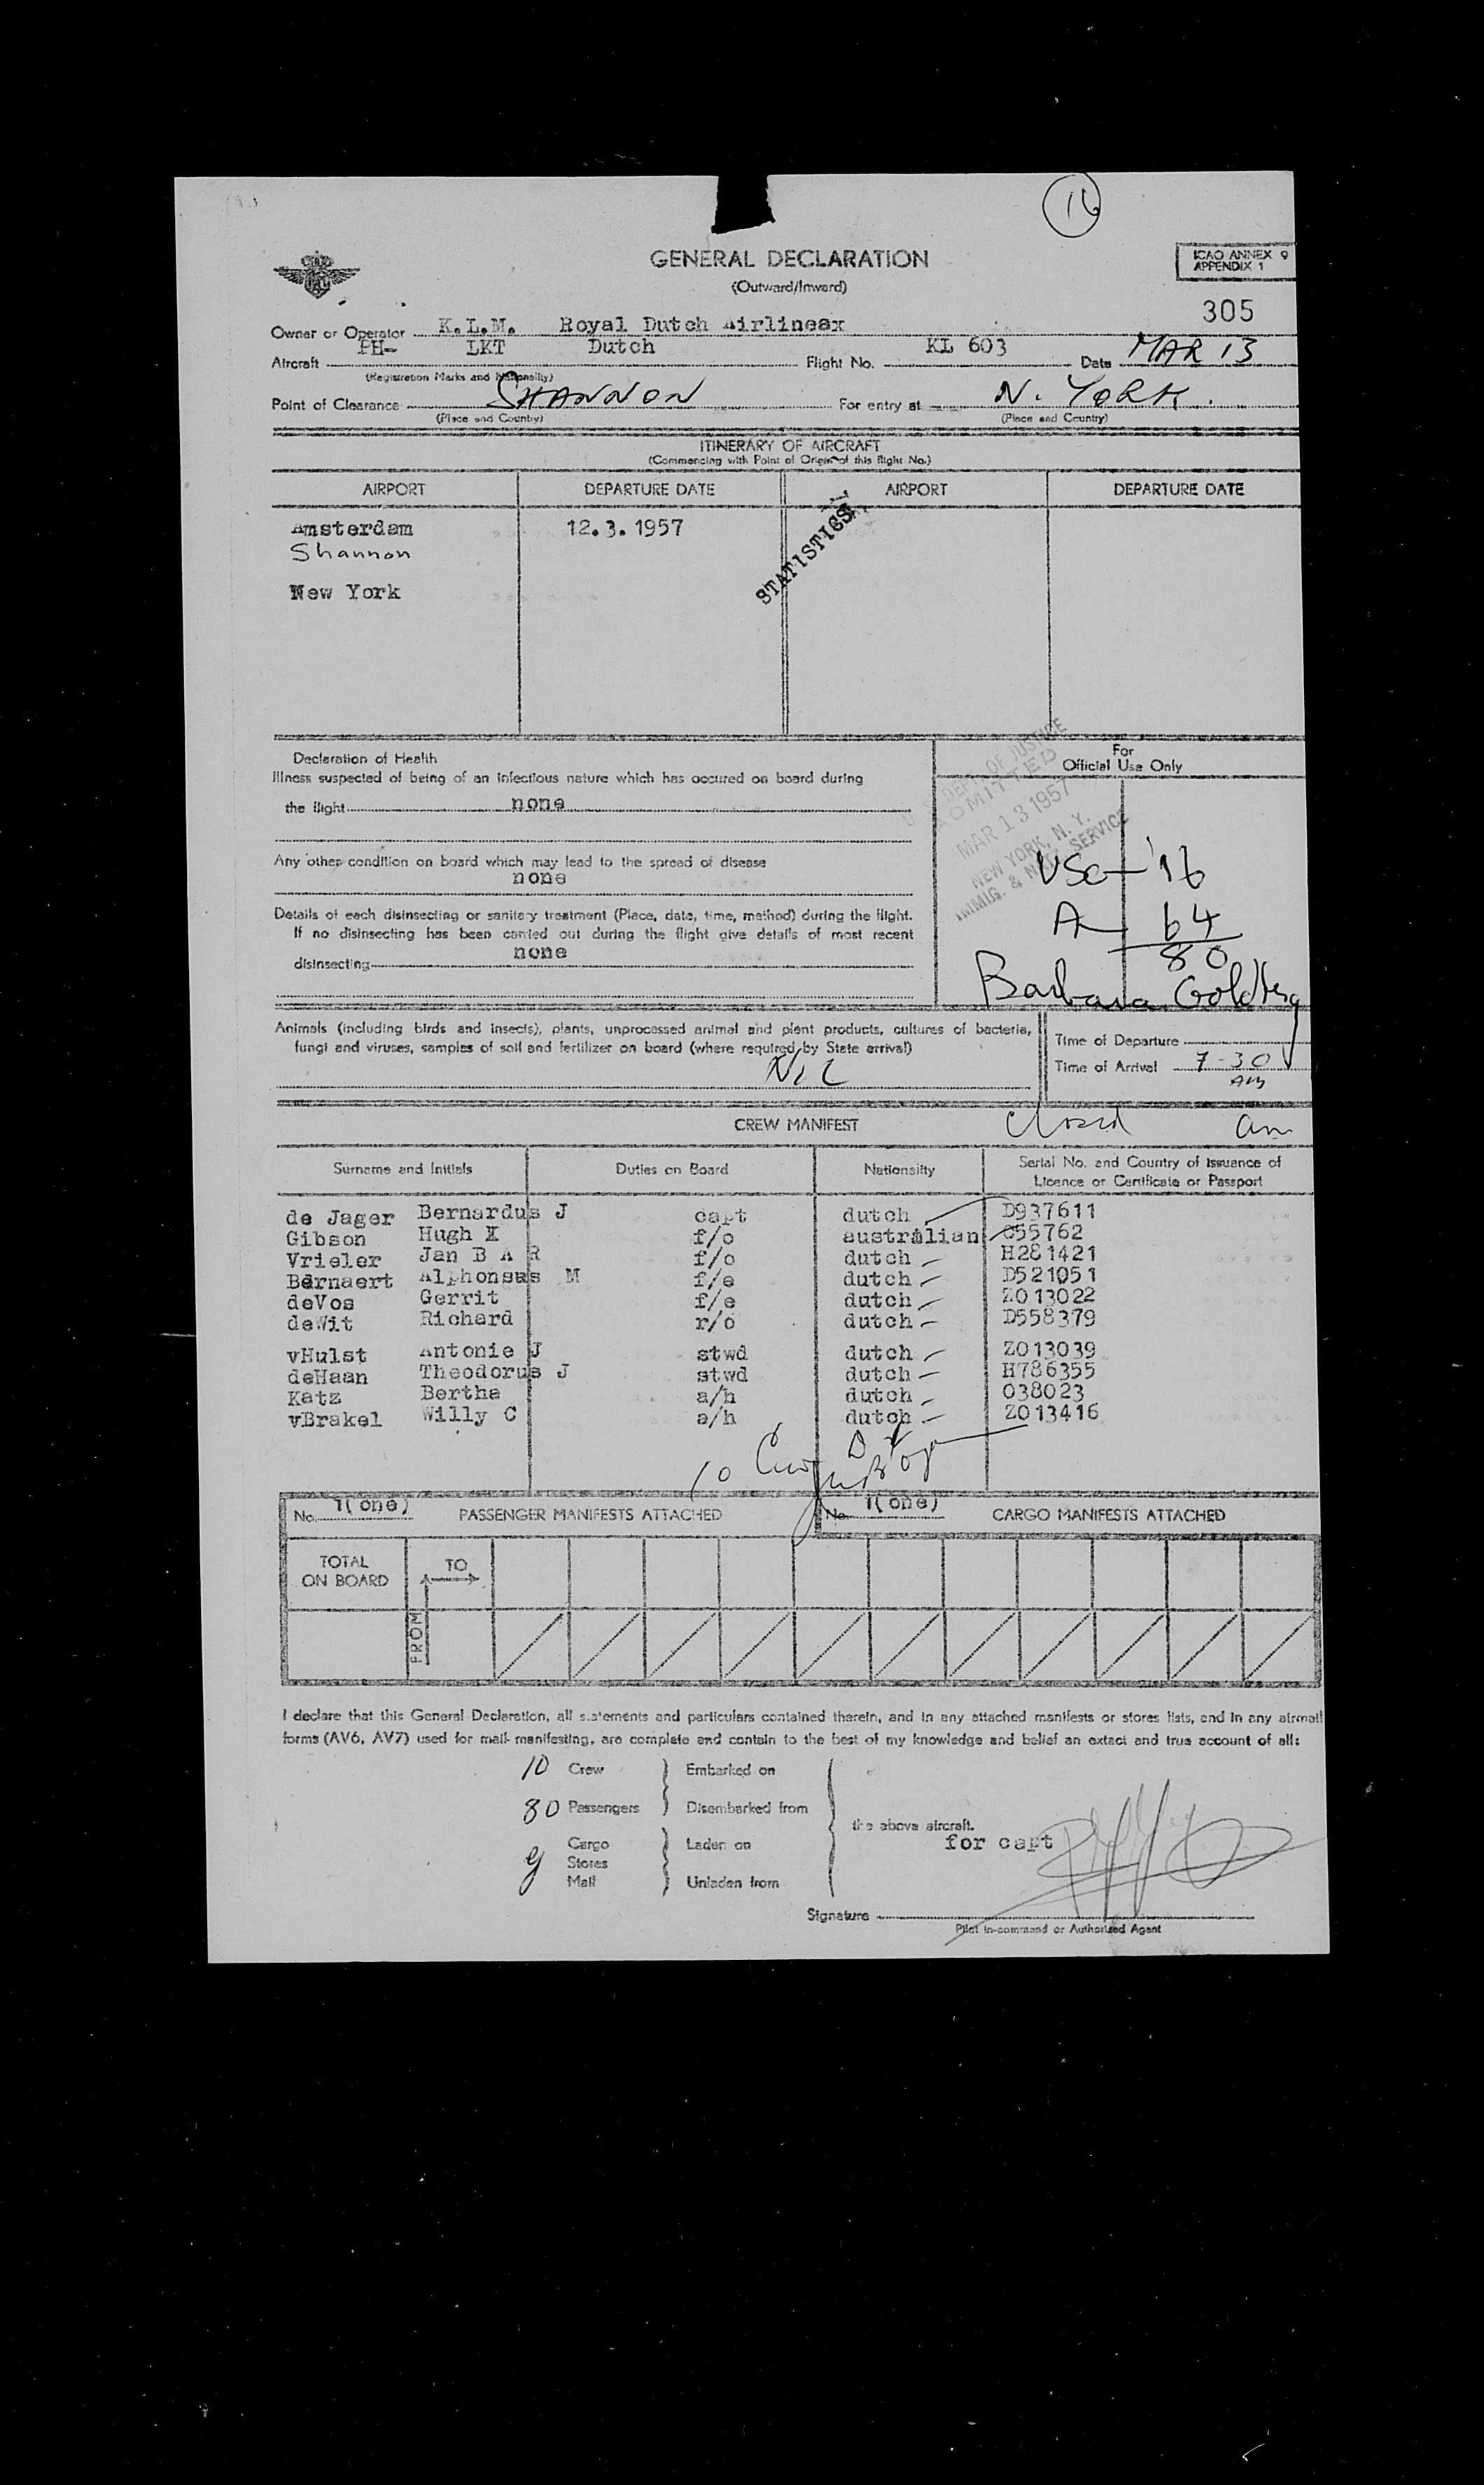 16
GENERAL DECLARATION
(Outward/Inward)
ICAO ANNEX 9
APPENDIX 1
305
Owner or Operator K.L.M. Royal Dutch Airlineax
Aircraft PH- LKT Dutch Flight No. KL 603 Date MAR 13
(Registration Marks and Nationality)
Point of Clearance SHANNON For entry at N. YORK.
(Place and Country) (Place and Country)
ITINERARY OF AIRCRAFT
(Commencing with Point of Origin of this flight No.)
AIRPORT DEPARTURE DATE AIRPORT DEPARTURE DATE
Amsterdam 12.3.1957
Shannon
New York
STATISTICS
Declaration of Health
Illness suspected of being of an infectious nature which has occured on board during
the flight none
Any other condition on board which may lead to the spread of disease
none
Details of each disinsecting or sanitary treatment (Place, date, time, method) during the flight.
If no disinsecting has been carried out during the flight give details of most recent
disinsecting none
For
Official Use Only
U. S. DEPT. OF JUSTICE
ADMITTED
MAR 13 1957
NEW YORK, N. Y.
IMMIG. & NATZ. SERVICE
USC 16
A 64
80
Barbara Goldberg
Animals (including birds and insects), plants, unprocessed animal and plant products, cultures of bacteria,
fungi and viruses, samples of soil and fertilizer on board (where required by State arrival)
NIL
Time of Departure
Time of Arrival 7-30
AM
CREW MANIFEST
Surname and Initials Duties on Board Nationality Serial No. and Country of Issuance of
Licence or Certificate or Passport
de Jager Bernardus J capt dutch D937611
Gibson Hugh f/o australian 055762
Vrieler Jan B A R f/o dutch H281421
Bernaert Alphonsus M f/e dutch D521051
deVos Gerrit f/e dutch Z013022
deWit Richard r/o dutch D558379
vHulst Antonie J stwd dutch Z013039
deHaan Theodorus J stwd dutch H786355
Katz Bertha a/h dutch 038023
vBrakel Willy C a/h dutch Z013416
10 Crew
No. 1(one) PASSENGER MANIFESTS ATTACHED No. 1(one) CARGO MANIFESTS ATTACHED
TOTAL
ON BOARD
TO
FROM
I declare that this General Declaration, all statements and particulars contained therein, and in any attached manifests or stores lists, and in any airmail
forms (AV6, AV7) used for mail manifesting, are complete and contain to the best of my knowledge and belief an extact and true account of all:
10 Crew Embarked on
80 Passengers Disembarked from
the above aircraft.
Cargo Laden on
Stores
Mail Unladen from
for capt
Signature
Pilot in-command or Authorized Agent